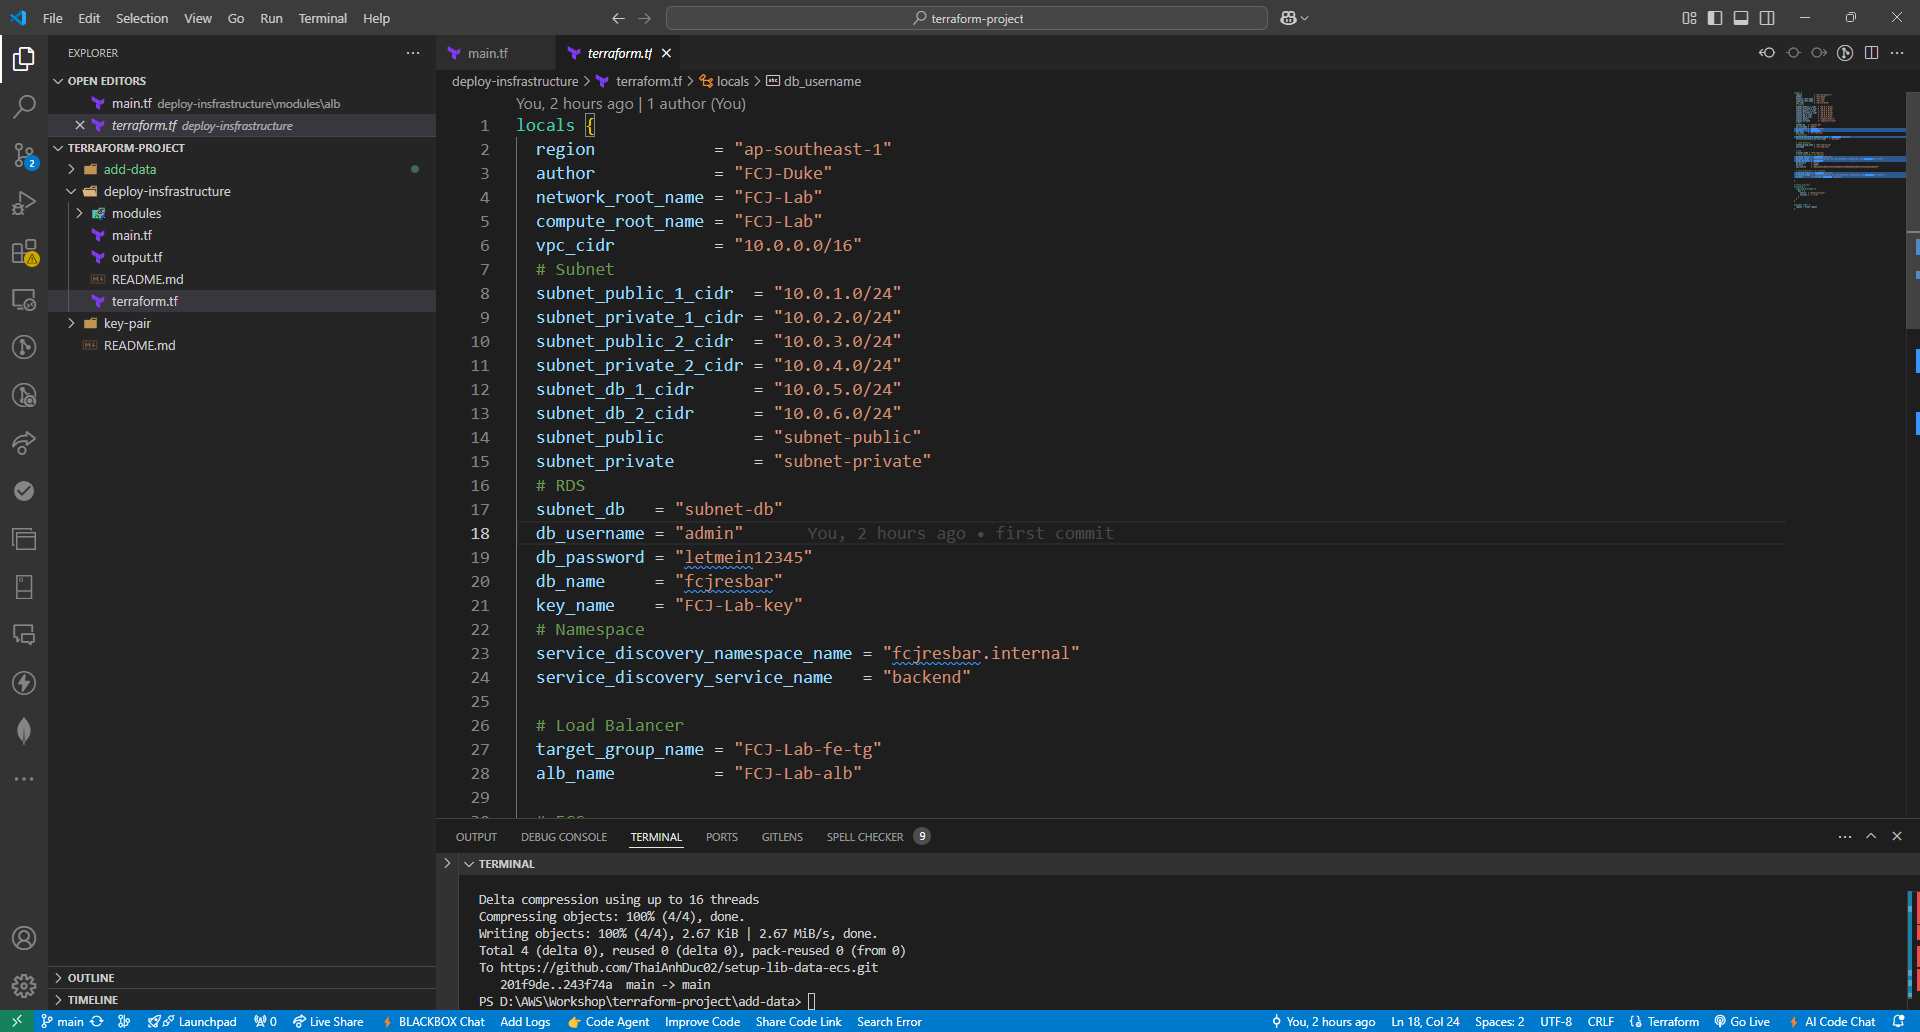 File Edit Selection View Go Run Terminal Help
terraform-project
EXPLORER
OPEN EDITORS
main.tf deploy-insfrastructure\modules\alb
terraform.tf deploy-insfrastructure
TERRAFORM-PROJECT
add-data
deploy-insfrastructure
modules
main.tf
output.tf
README.md
terraform.tf
key-pair
README.md
OUTLINE
TIMELINE
2
main.tf
terraform.tf
deploy-insfrastructure > terraform.tf > locals > db_username
You, 2 hours ago | 1 author (You)
1 locals {
2 region = "ap-southeast-1"
3 author = "FCJ-Duke"
4 network_root_name = "FCJ-Lab"
5 compute_root_name = "FCJ-Lab"
6 vpc_cidr = "10.0.0.0/16"
7 # Subnet
8 subnet_public_1_cidr = "10.0.1.0/24"
9 subnet_private_1_cidr = "10.0.2.0/24"
10 subnet_public_2_cidr = "10.0.3.0/24"
11 subnet_private_2_cidr = "10.0.4.0/24"
12 subnet_db_1_cidr = "10.0.5.0/24"
13 subnet_db_2_cidr = "10.0.6.0/24"
14 subnet_public = "subnet-public"
15 subnet_private = "subnet-private"
16 # RDS
17 subnet_db = "subnet-db"
18 db_username = "admin" You, 2 hours ago • first commit
19 db_password = "letmein12345"
20 db_name = "fcjresbar"
21 key_name = "FCJ-Lab-key"
22 # Namespace
23 service_discovery_namespace_name = "fcjresbar.internal"
24 service_discovery_service_name = "backend"
25
26 # Load Balancer
27 target_group_name = "FCJ-Lab-fe-tg"
28 alb_name = "FCJ-Lab-alb"
29
OUTPUT DEBUG CONSOLE TERMINAL PORTS GITLENS SPELL CHECKER 9
TERMINAL
Delta compression using up to 16 threads
Compressing objects: 100% (4/4), done.
Writing objects: 100% (4/4), 2.67 KiB | 2.67 MiB/s, done.
Total 4 (delta 0), reused 0 (delta 0), pack-reused 0 (from 0)
To https://github.com/ThaiAnhDuc02/setup-lib-data-ecs.git
201f9de..243f74a main -> main
PS D:\AWS\Workshop\terraform-project\add-data>
main Launchpad 0 Live Share BLACKBOX Chat Add Logs Code Agent Improve Code Share Code Link Search Error You, 2 hours ago Ln 18, Col 24 Spaces: 2 UTF-8 CRLF {} Terraform Go Live AI Code Chat